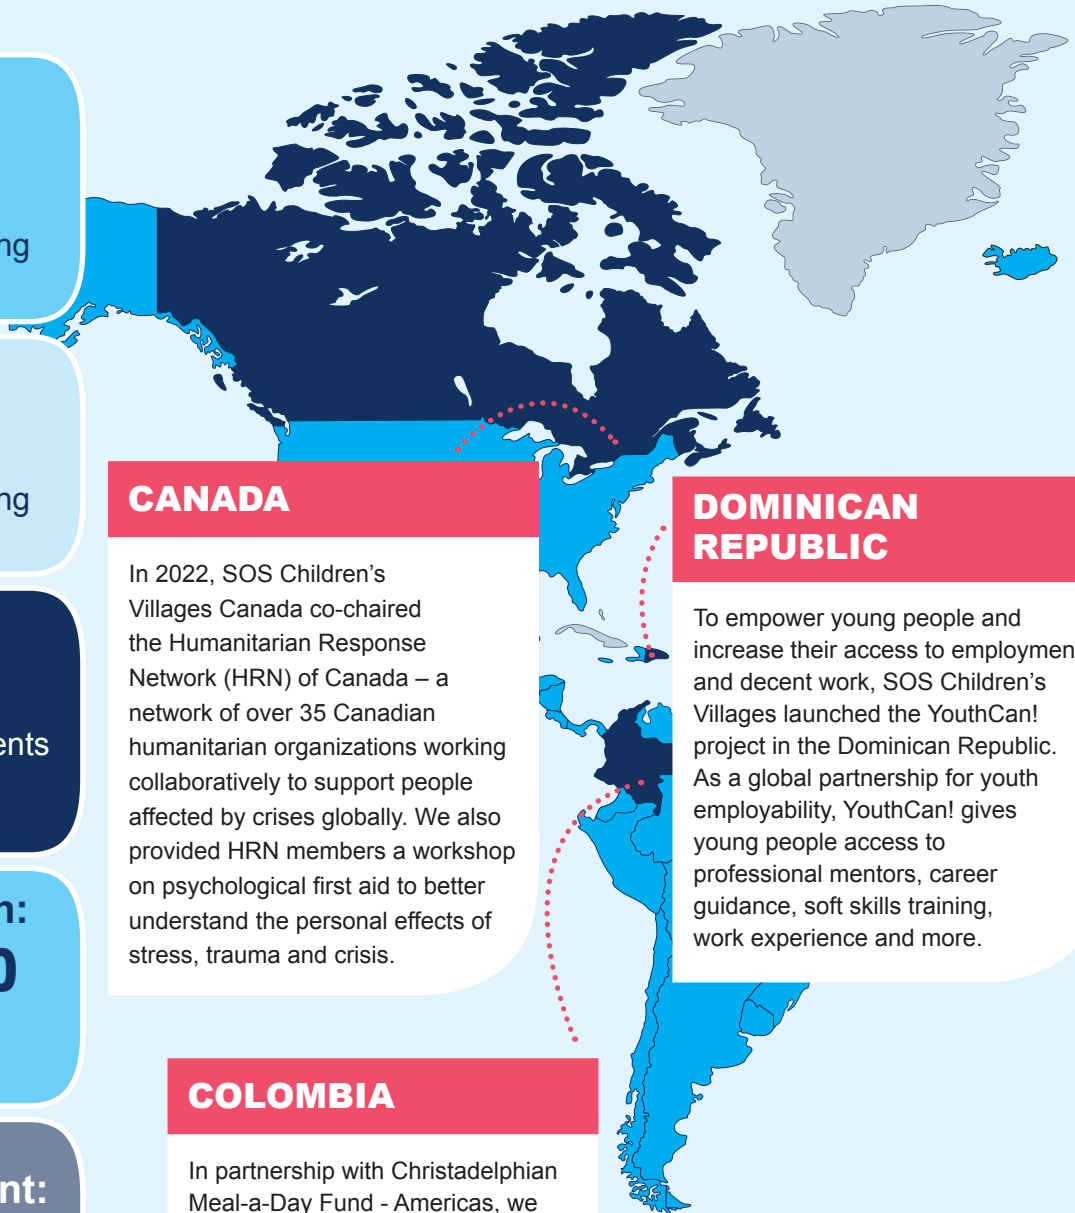 CANADA
In 2022, SOS Children's
Villages Canada co-chaired
the Humanitarian Response
Network (HRN) of Canada – a
network of over 35 Canadian
humanitarian organizations working
collaboratively to support people
affected by crises globally. We also
provided HRN members a workshop
on psychological first aid to better
understand the personal effects of
stress, trauma and crisis.
DOMINICAN
REPUBLIC
To empower young people and
increase their access to employmen
and decent work, SOS Children's
Villages launched the YouthCan!
project in the Dominican Republic.
As a global partnership for youth
employability, YouthCan! gives
young people access to
professional mentors, career
guidance, soft skills training,
work experience and more.
COLOMBIA
In partnership with Christadelphian
Meal-a-Day Fund - Americas, we